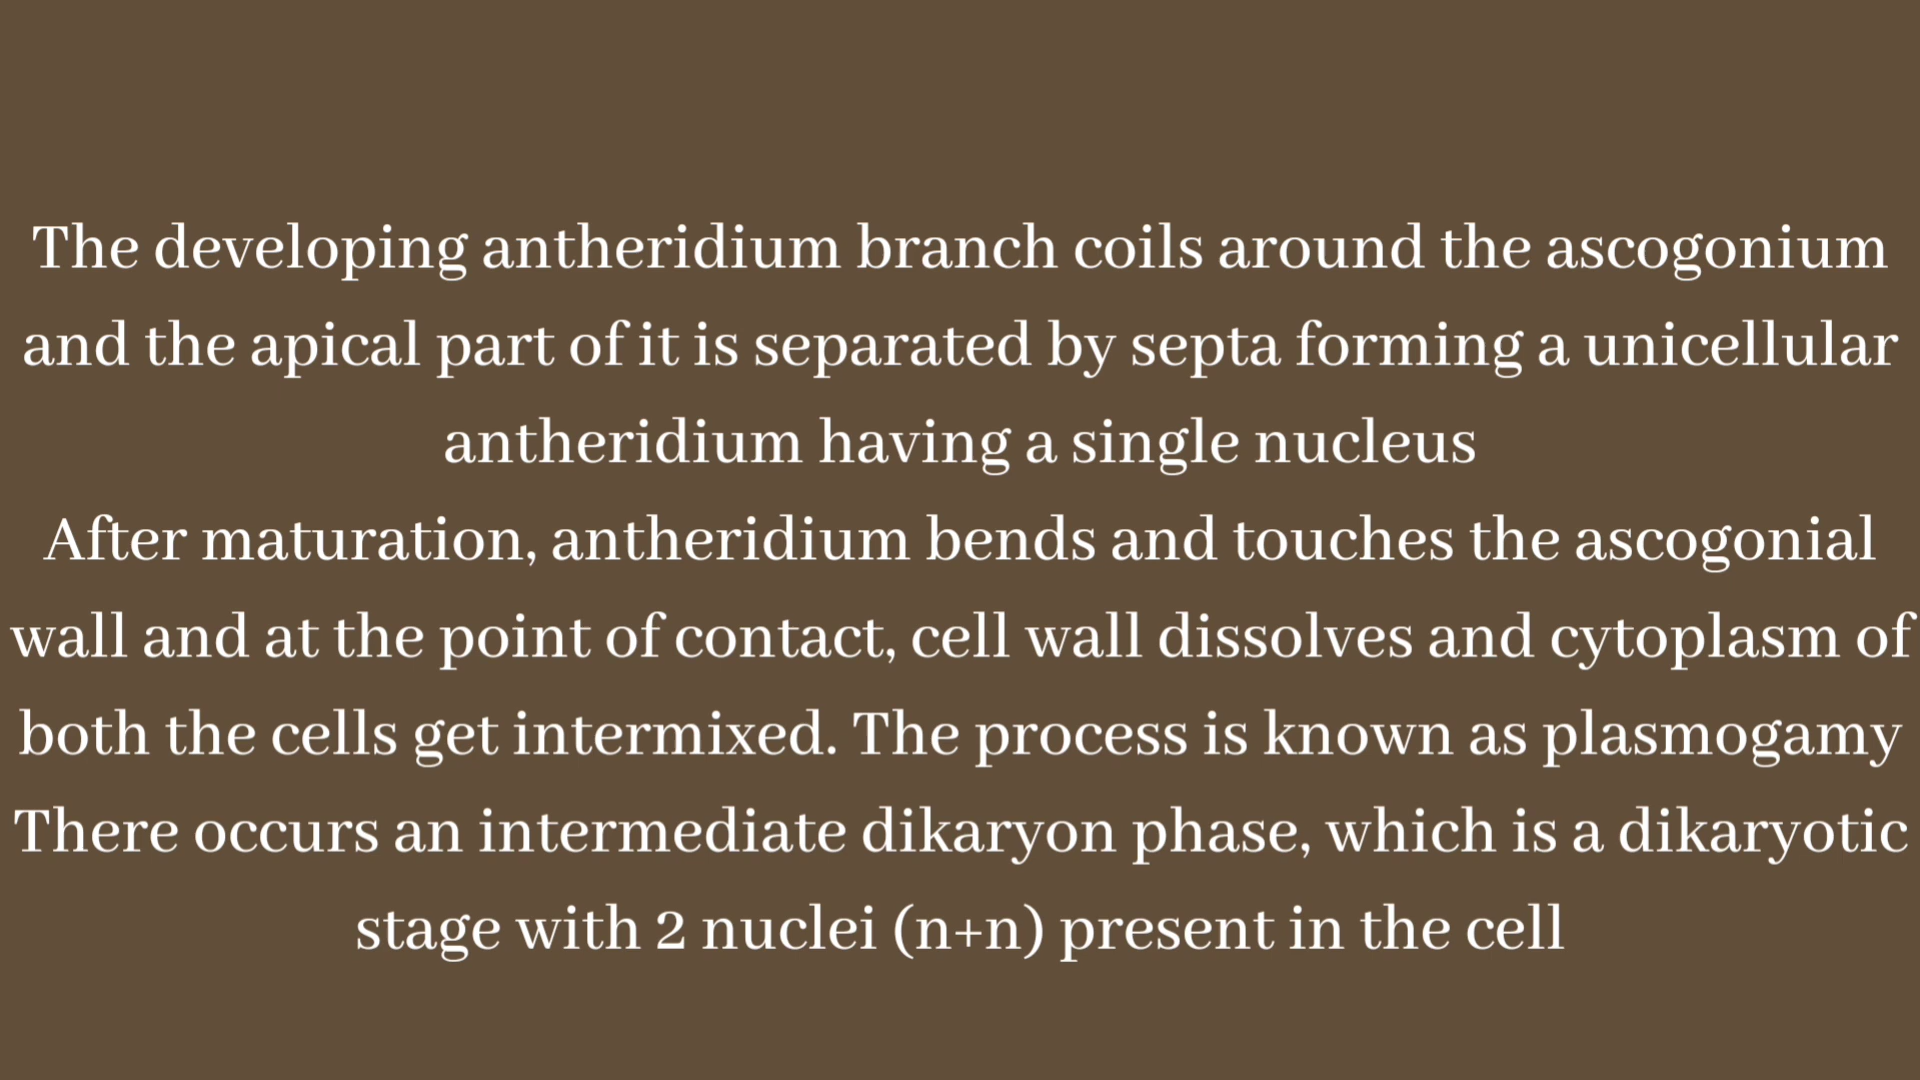 The developing antheridium branch coils around the ascogonium
and the apical part of it is separated by septa forming a unicellular
antheridium having a single nucleus
After maturation, antheridium bends and touches the ascogonial
wall and at the point of contact, cell wall dissolves and cytoplasm of
both the cells get intermixed. The process is known as plasmogamy
There occurs an intermediate dikaryon phase, which is a dikaryotic
stage with 2 nuclei (n+n) present in the cell